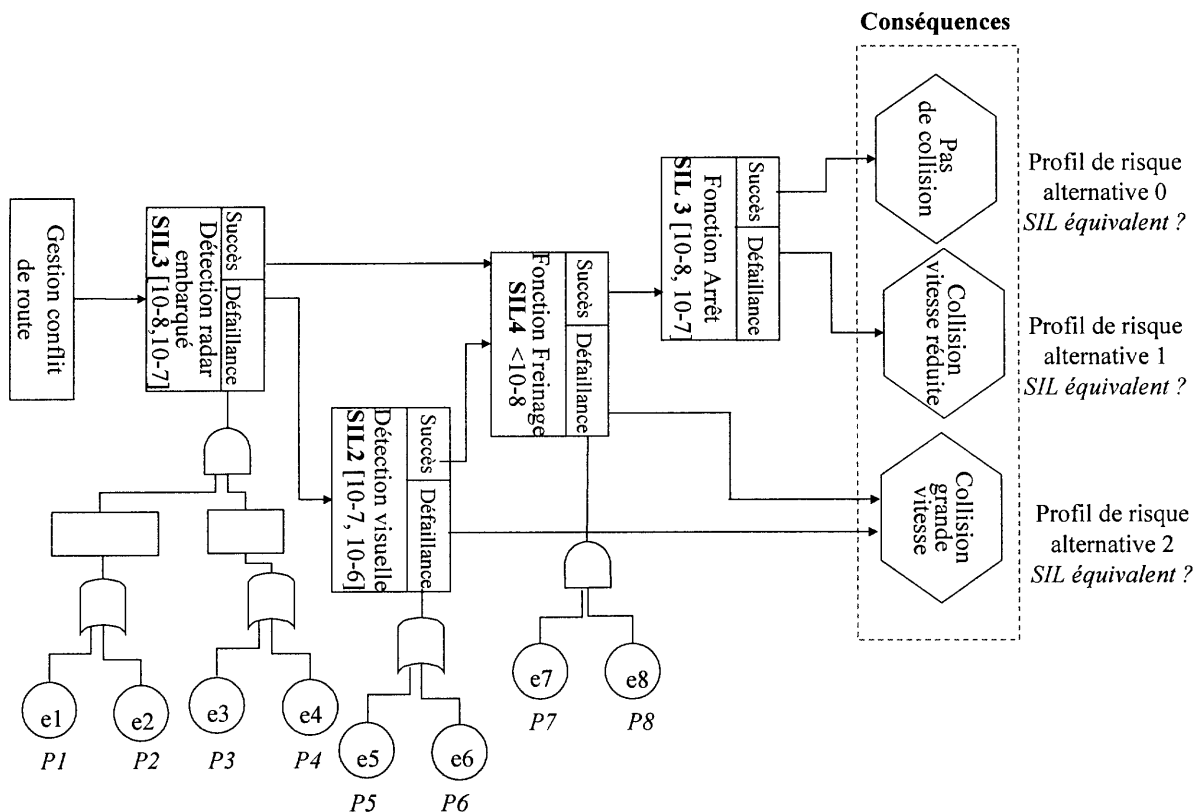 Conséquences
Pas
de collision
Profil de risque
alternative 0
SIL équivalent ?
Collision
vitesse réduite
Profil de risque
alternative 1
SIL équivalent ?
Collision
grande
vitesse
Profil de risque
alternative 2
SIL équivalent ?
Succès
Défaillance
Fonction Arrêt
SIL 3 [10-8, 10-7]
Succès
Défaillance
Fonction Freinage
SIL4 <10-8
Succès
Défaillance
Détection radar
embarqué
SIL3 [10-8,10-7]
Gestion conflit
de route
Succès
Défaillance
Détection visuelle
SIL2 [10-7, 10-6]
e1
e2
e3
e4
e5
e6
e7
e8
P1
P2
P3
P4
P5
P6
P7
P8